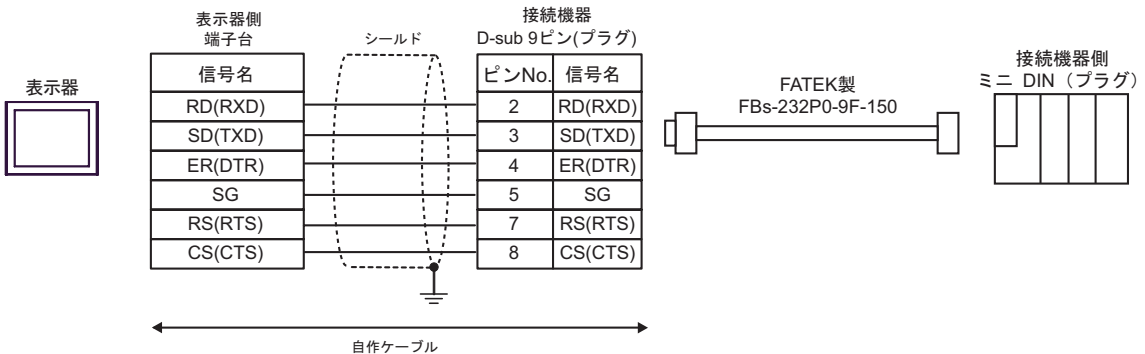 表示器
表示器側
端子台
シールド
接続機器
D-sub 9ピン(プラグ)
信号名 ピンNo. 信号名
RD(RXD) 2 RD(RXD)
SD(TXD) 3 SD(TXD)
ER(DTR) 4 ER(DTR)
SG 5 SG
RS(RTS) 7 RS(RTS)
CS(CTS) 8 CS(CTS)
自作ケーブル
FATEK製
FBs-232P0-9F-150
接続機器側
ミニ DIN（プラグ）